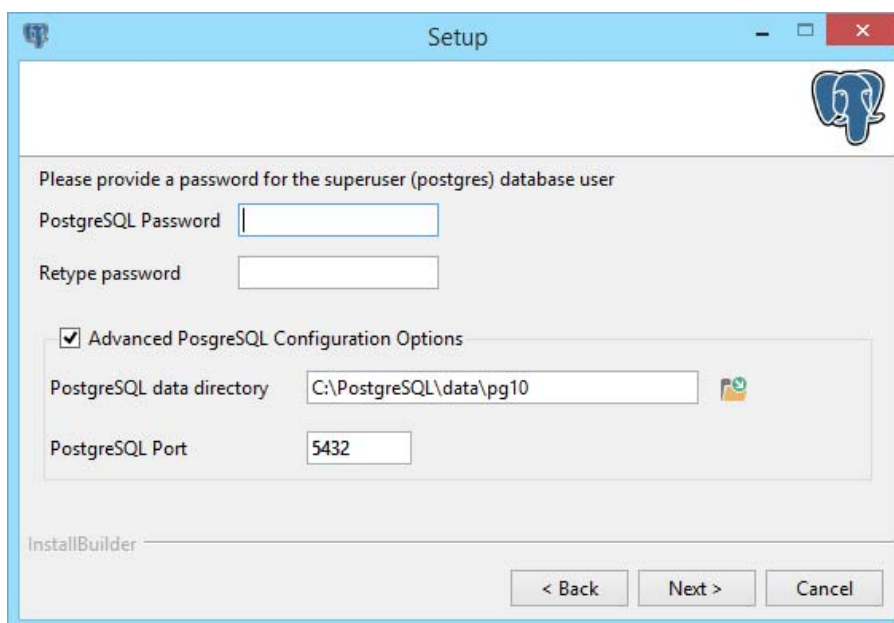 Setup
Please provide a password for the superuser (postgres) database user
PostgreSQL Password
Retype password
Advanced PosgreSQL Configuration Options
PostgreSQL data directory C:\PostgreSQL\data\pg10
PostgreSQL Port 5432
InstallBuilder
< Back Next > Cancel